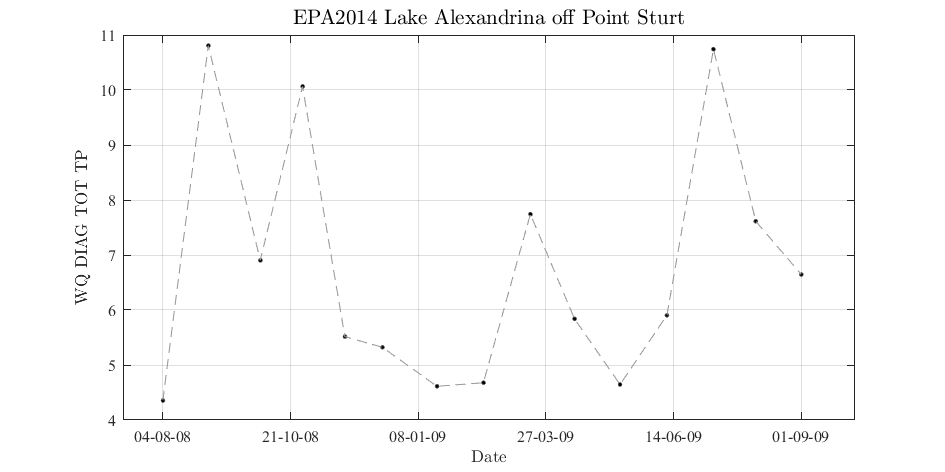 EPA2014 Lake Alexandrina off Point Sturt
11
10
9
8
7
6
5
4
WQ DIAG TOT TP
04-08-08 21-10-08 08-01-09 27-03-09 14-06-09 01-09-09
Date